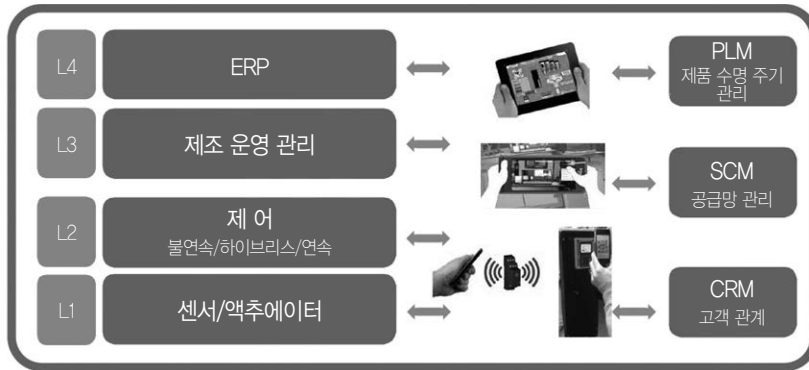 L4
ERP
PLM
제품 수명 주기
관리
L3
제조 운영 관리
SCM
공급망 관리
L2
제 어
불연속/하이브리스/연속
L1
센서/액추에이터
CRM
고객 관계